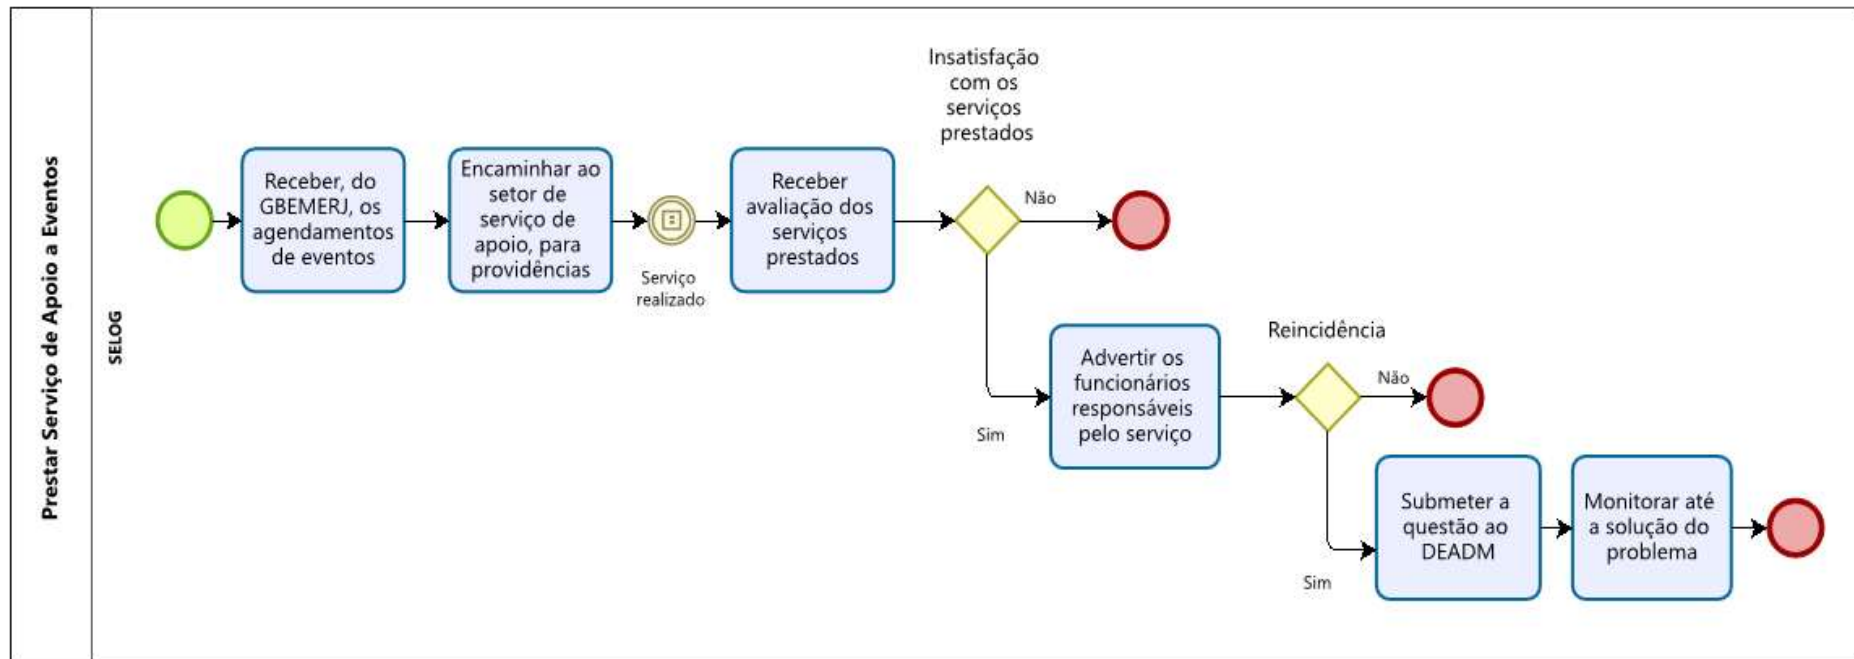 Prestar Serviço de Apoio a Eventos
SELOG
Receber, do
GBEMERJ, os
agendamentos
de eventos
Encaminhar ao
setor de
serviço de
apoio, para
providências
Serviço
realizado
Receber
avaliação dos
serviços
prestados
Insatisfação
com os
serviços
prestados
Não
Sim
Advertir os
funcionários
responsáveis
pelo serviço
Reincidência
Não
Sim
Submeter a
questão ao
DEADM
Monitorar até
a solução do
problema